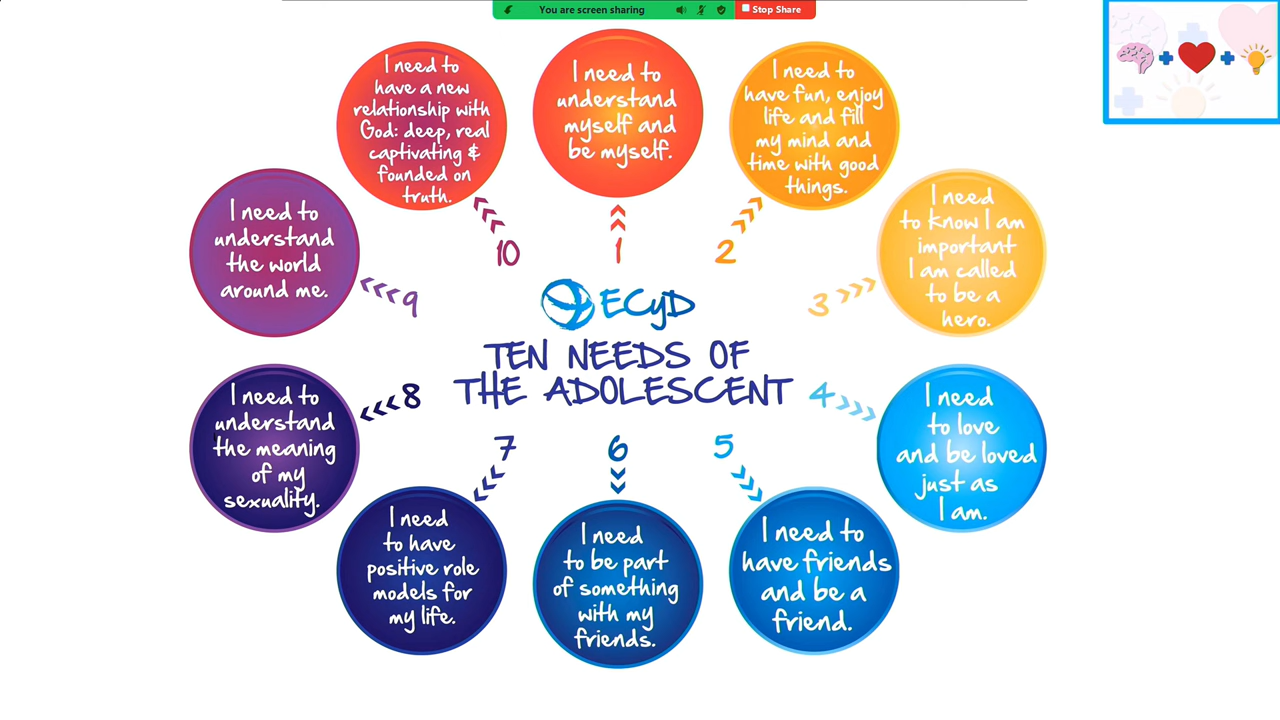 You are screen sharing
Stop Share
I need to
understand
myself and
be myself.
1
I need to
have fun, enjoy
life and fill
my mind and
time with good
things.
2
I need
to know I am
important
I am called
to be a
hero.
3
I need
to love
and be loved
just as
I am.
4
I need to
have friends
and be a
friend.
5
I need
to be part
of something
with my
friends.
6
I need
to have
positive role
models for
my life.
7
I need to
understand
the meaning
of my
sexuality.
8
I need to
understand
the world
around me.
9
I need to
have a new
relationship with
God: deep, real
captivating &
founded on
truth.
10
ECyD
TEN NEEDS OF
THE ADOLESCENT